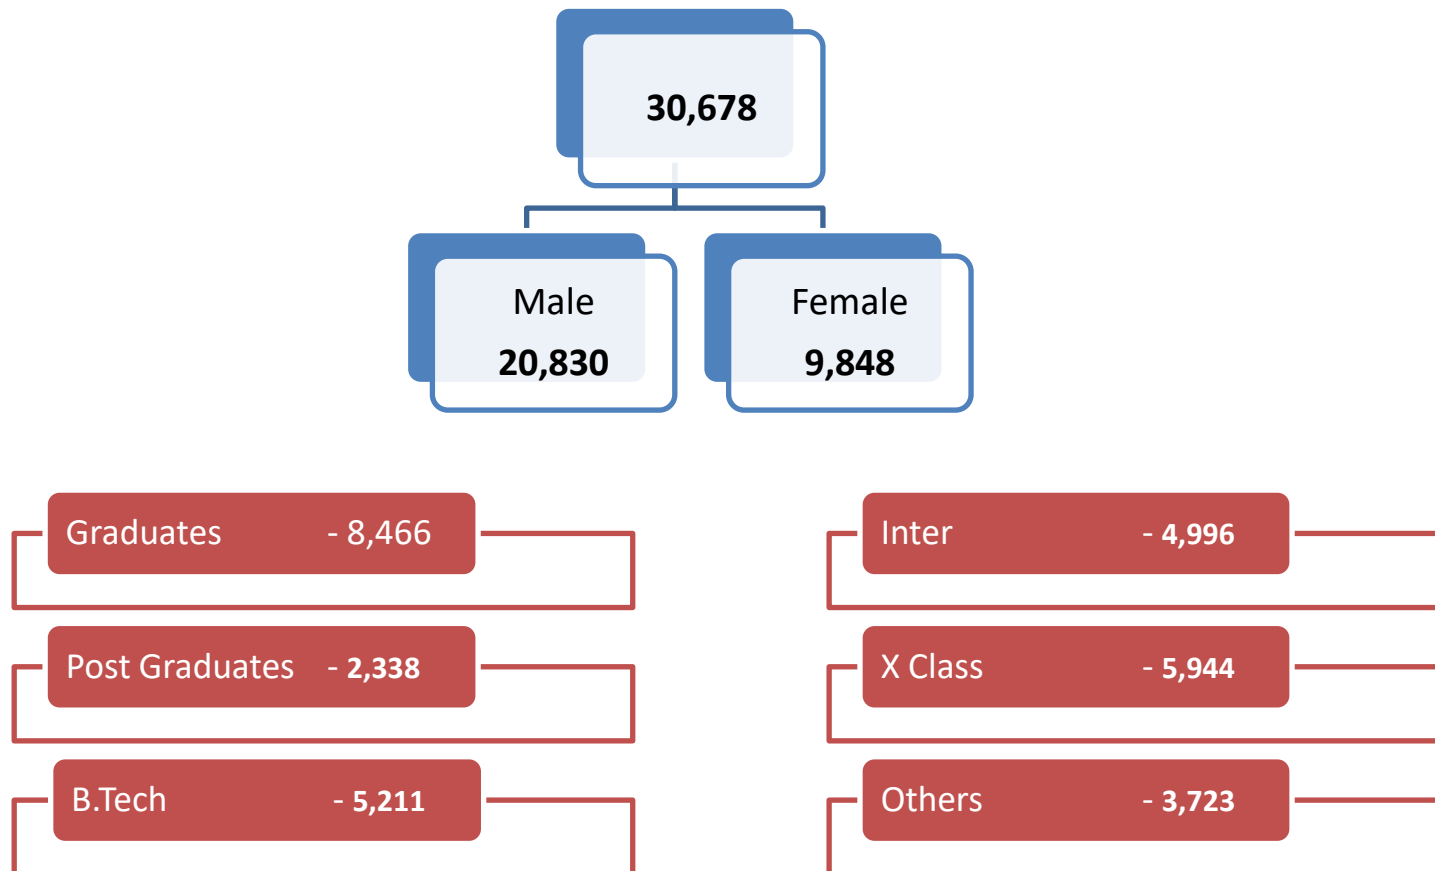 30,678
Male
20,830
Female
9,848
Graduates - 8,466
Post Graduates - 2,338
B.Tech - 5,211
Inter - 4,996
X Class - 5,944
Others - 3,723